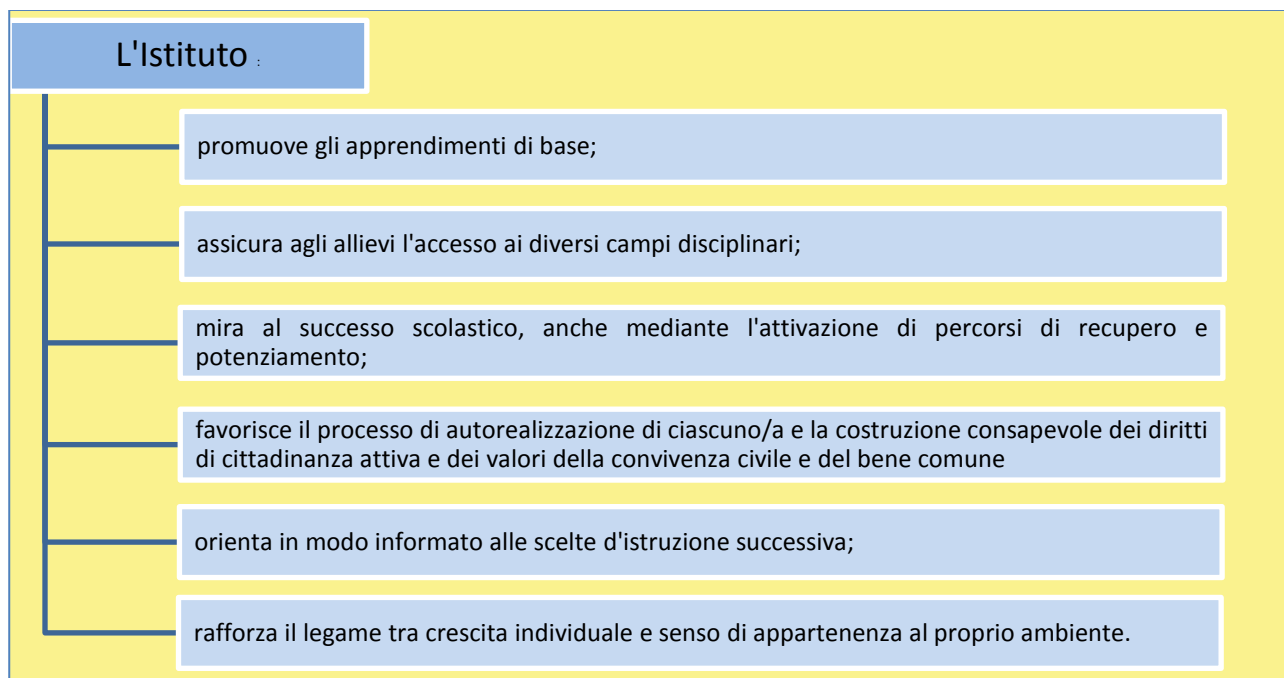 L'Istituto :
promuove gli apprendimenti di base;
assicura agli allievi l'accesso ai diversi campi disciplinari;
mira al successo scolastico, anche mediante l'attivazione di percorsi di recupero e
potenziamento;
favorisce il processo di autorealizzazione di ciascuno/a e la costruzione consapevole dei diritti
di cittadinanza attiva e dei valori della convivenza civile e del bene comune
orienta in modo informato alle scelte d'istruzione successiva;
rafforza il legame tra crescita individuale e senso di appartenenza al proprio ambiente.